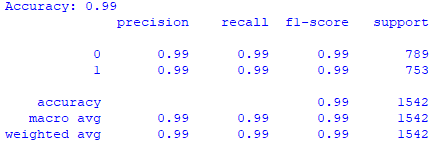 Accuracy: 0.99
precision recall f1-score support
0 0.99 0.99 0.99 789
1 0.99 0.99 0.99 753
accuracy 0.99 1542
macro avg 0.99 0.99 0.99 1542
weighted avg 0.99 0.99 0.99 1542